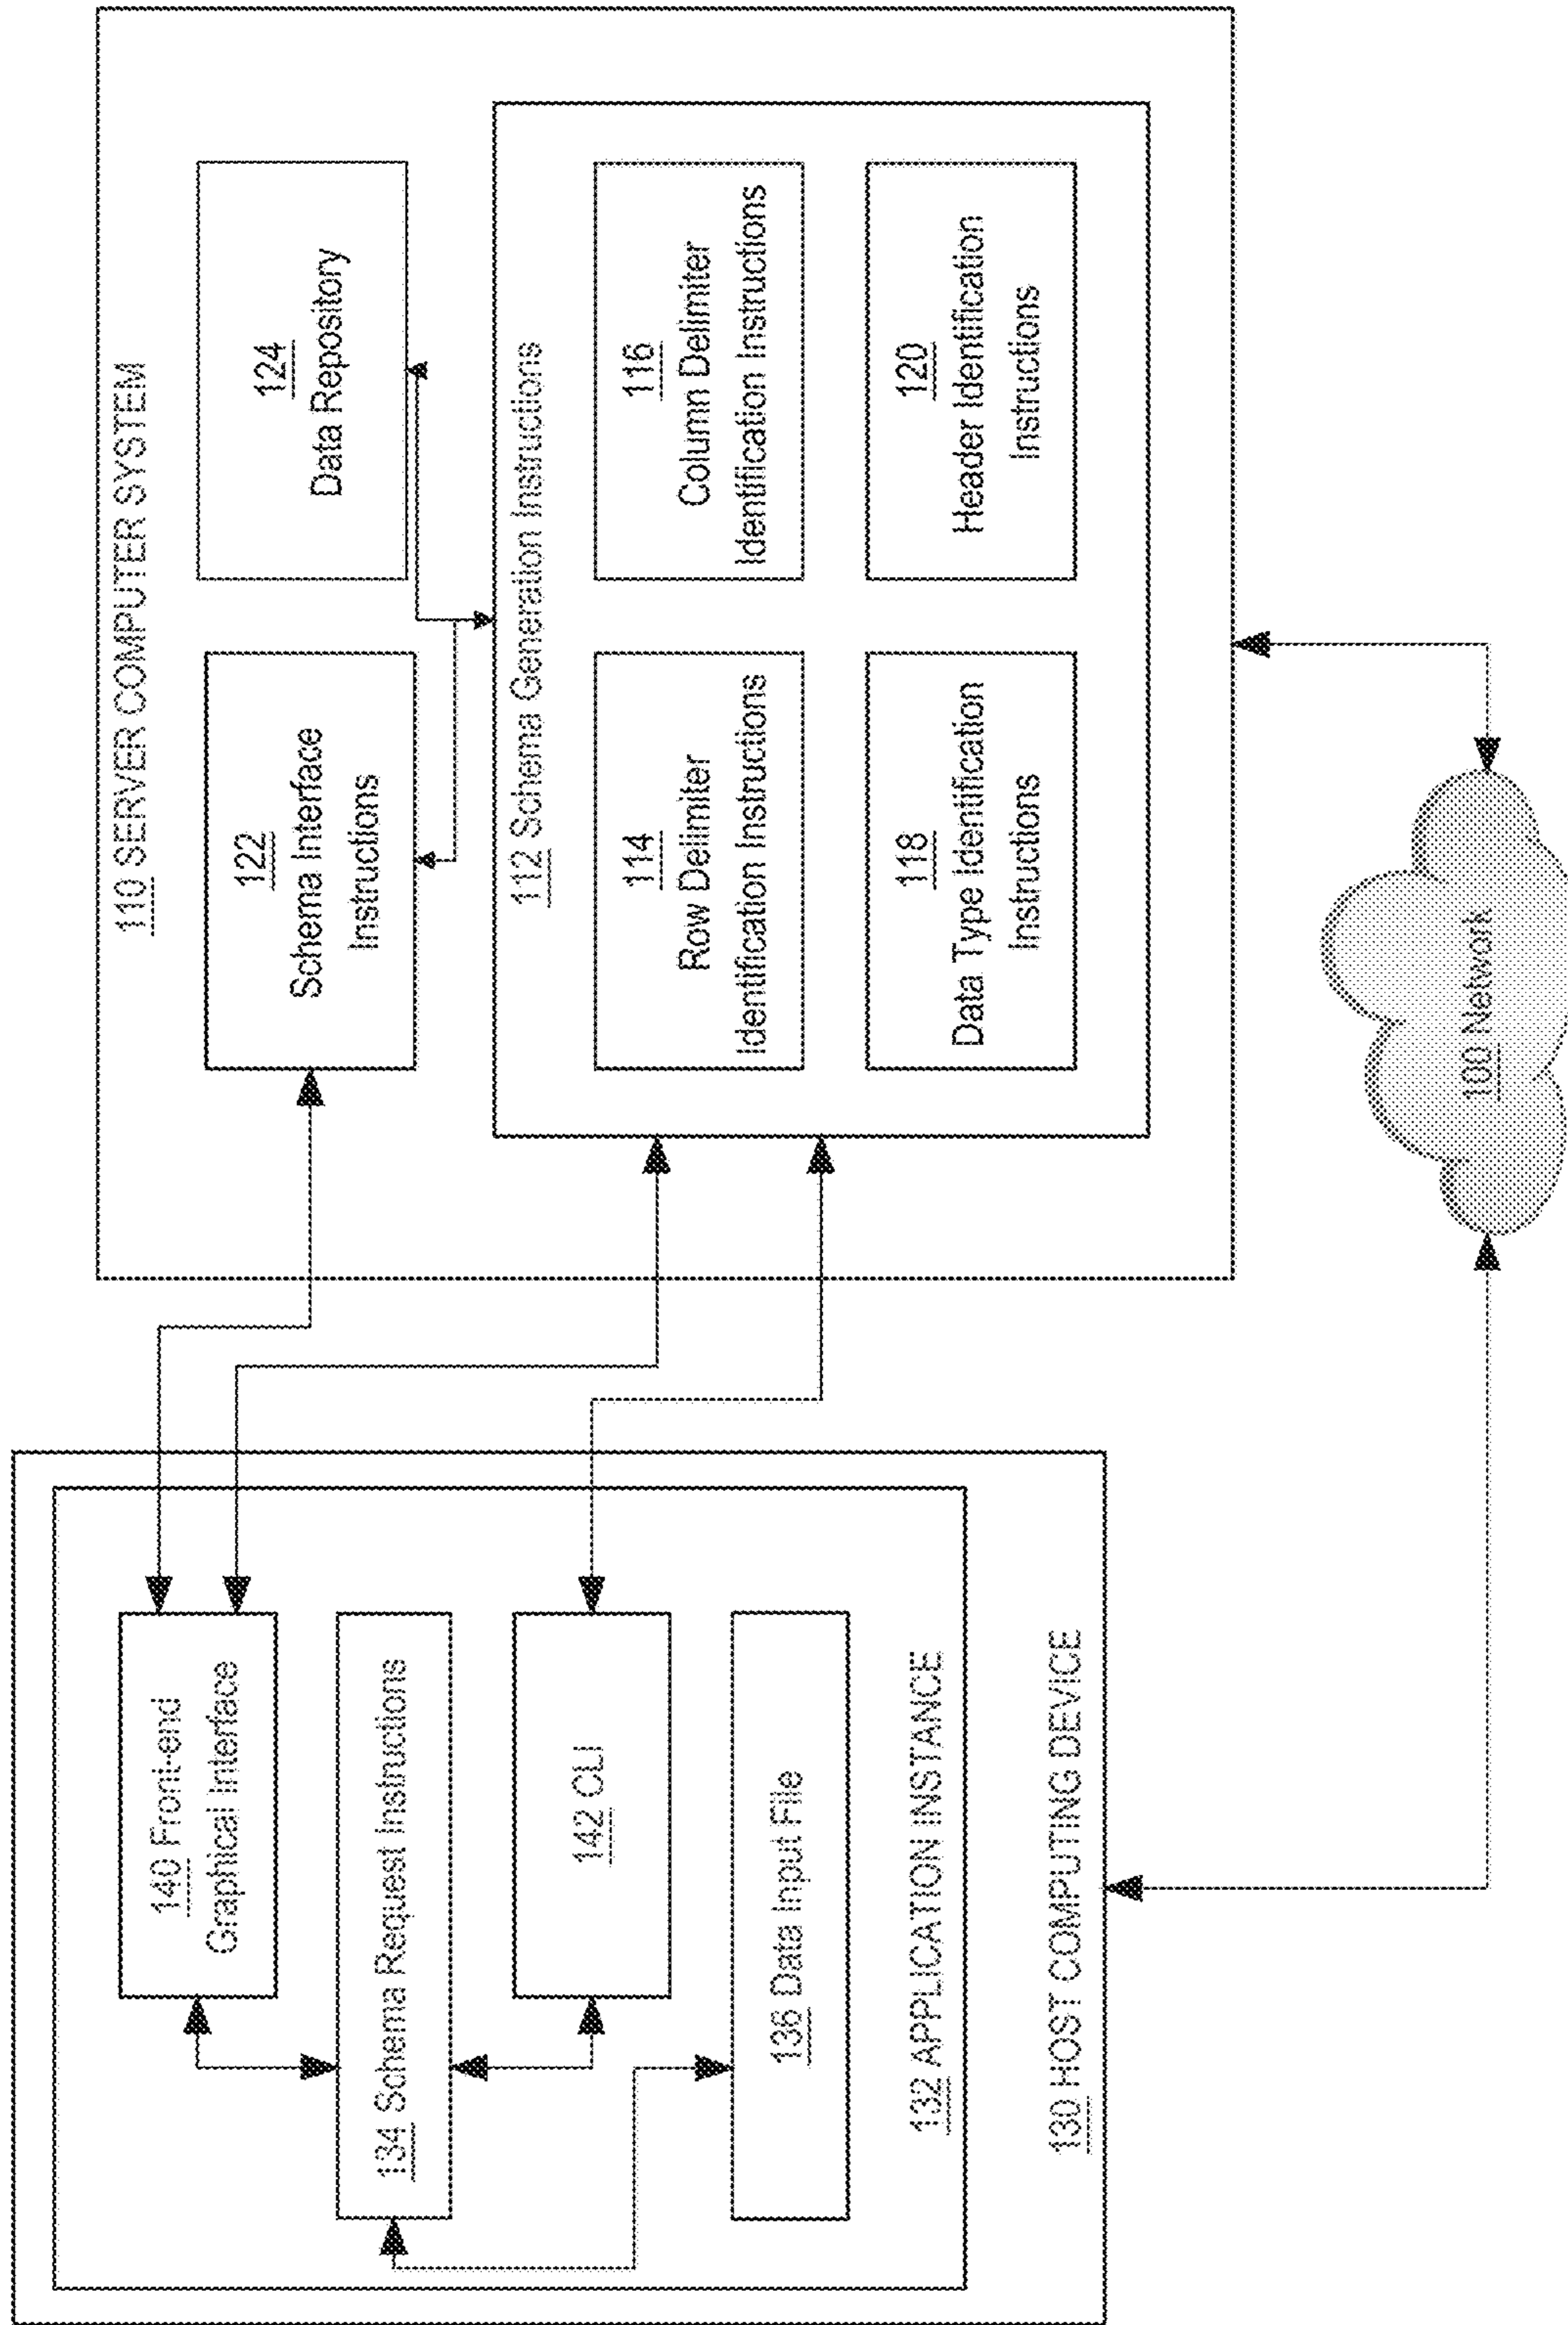 110 SERVER COMPUTER SYSTEM
122
Schema Interface
Instructions
124
Data Repository
112 Schema Generation Instructions
114
Row Delimiter
Identification Instructions
116
Column Delimiter
Identification Instructions
118
Data Type Identification
Instructions
120
Header Identification
Instructions
140 Front-end
Graphical Interface
134 Schema Request Instructions
142 CLI
136 Data Input File
132 APPLICATION INSTANCE
130 HOST COMPUTING DEVICE
100 Network